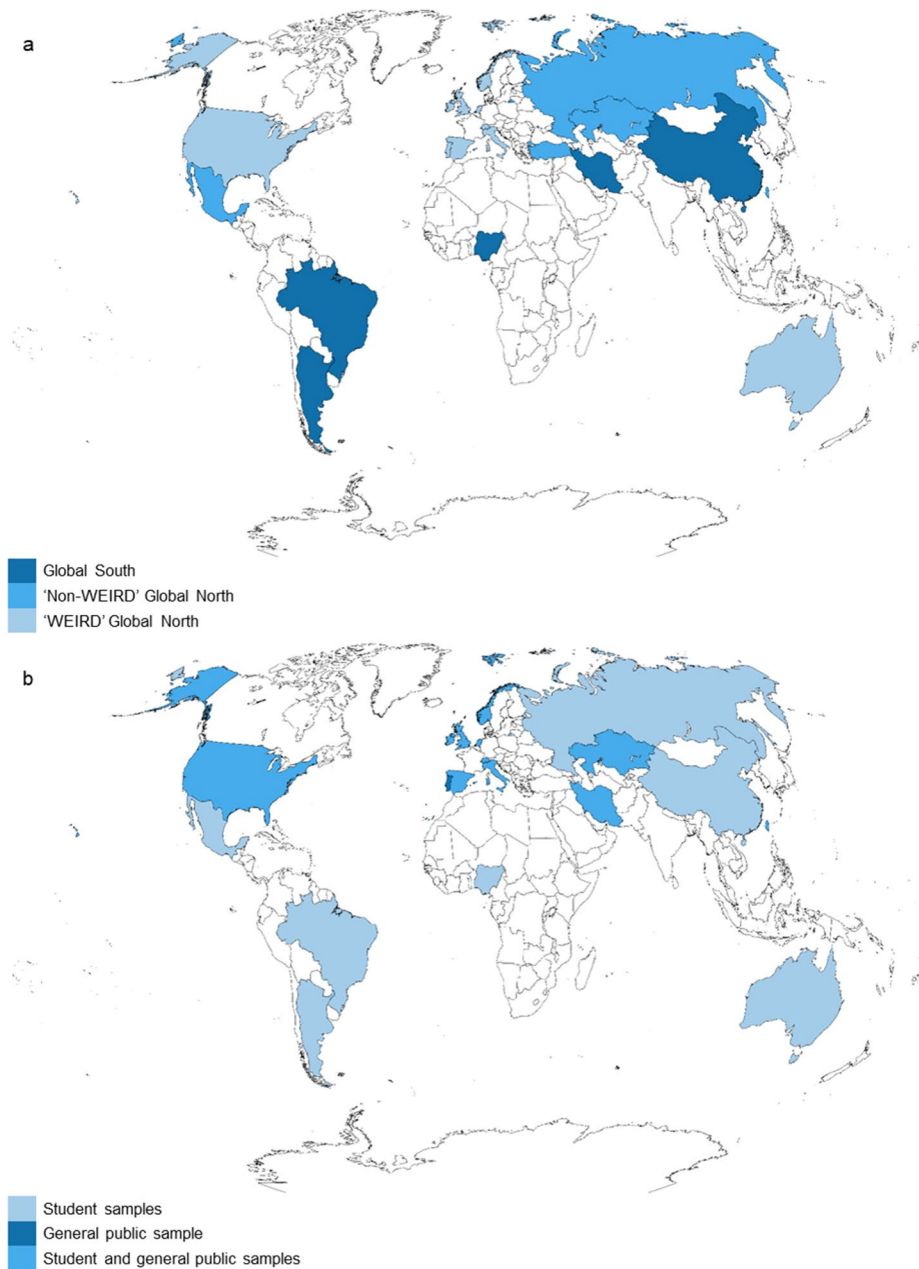 a
Global South
‘Non-WEIRD’ Global North
‘WEIRD’ Global North
b
Student samples
General public sample
Student and general public samples